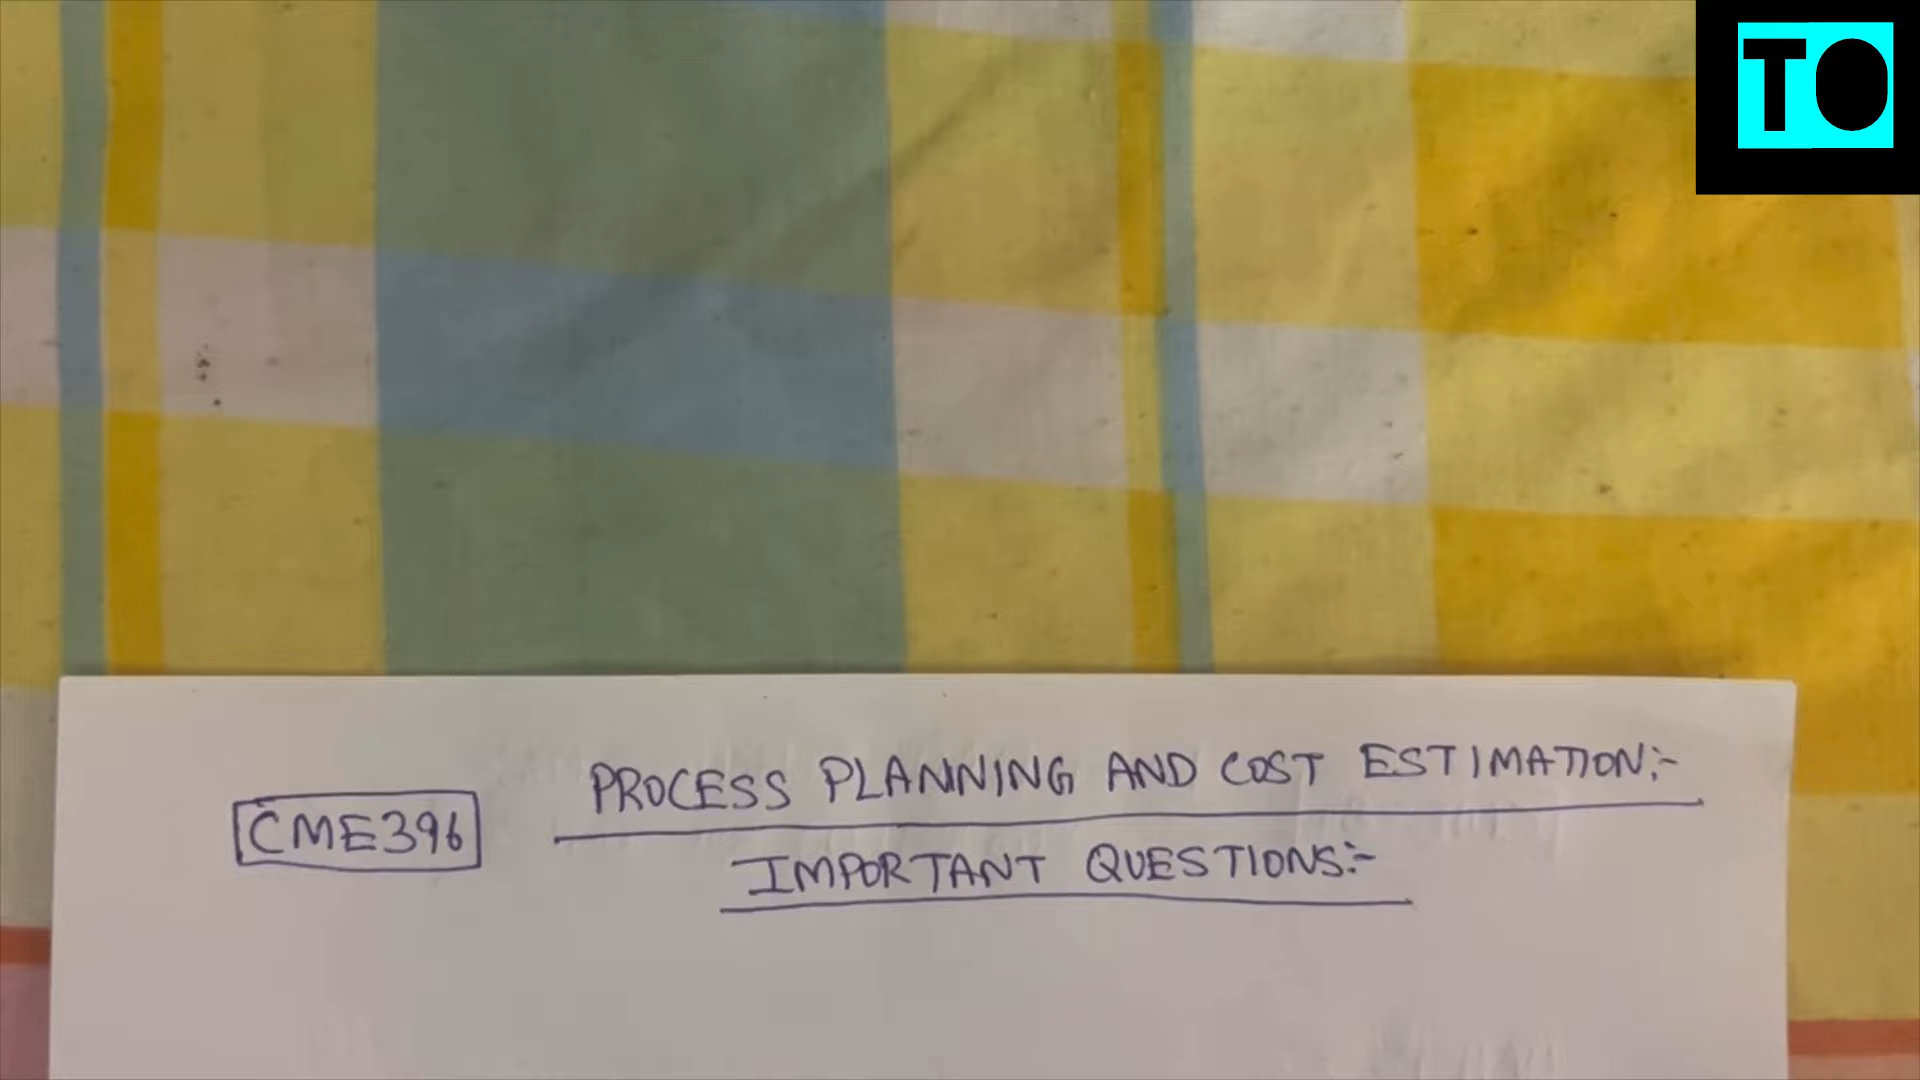 TO
PROCESS PLANNING AND COST ESTIMATION:-
CME396
IMPORTANT QUESTIONS:-